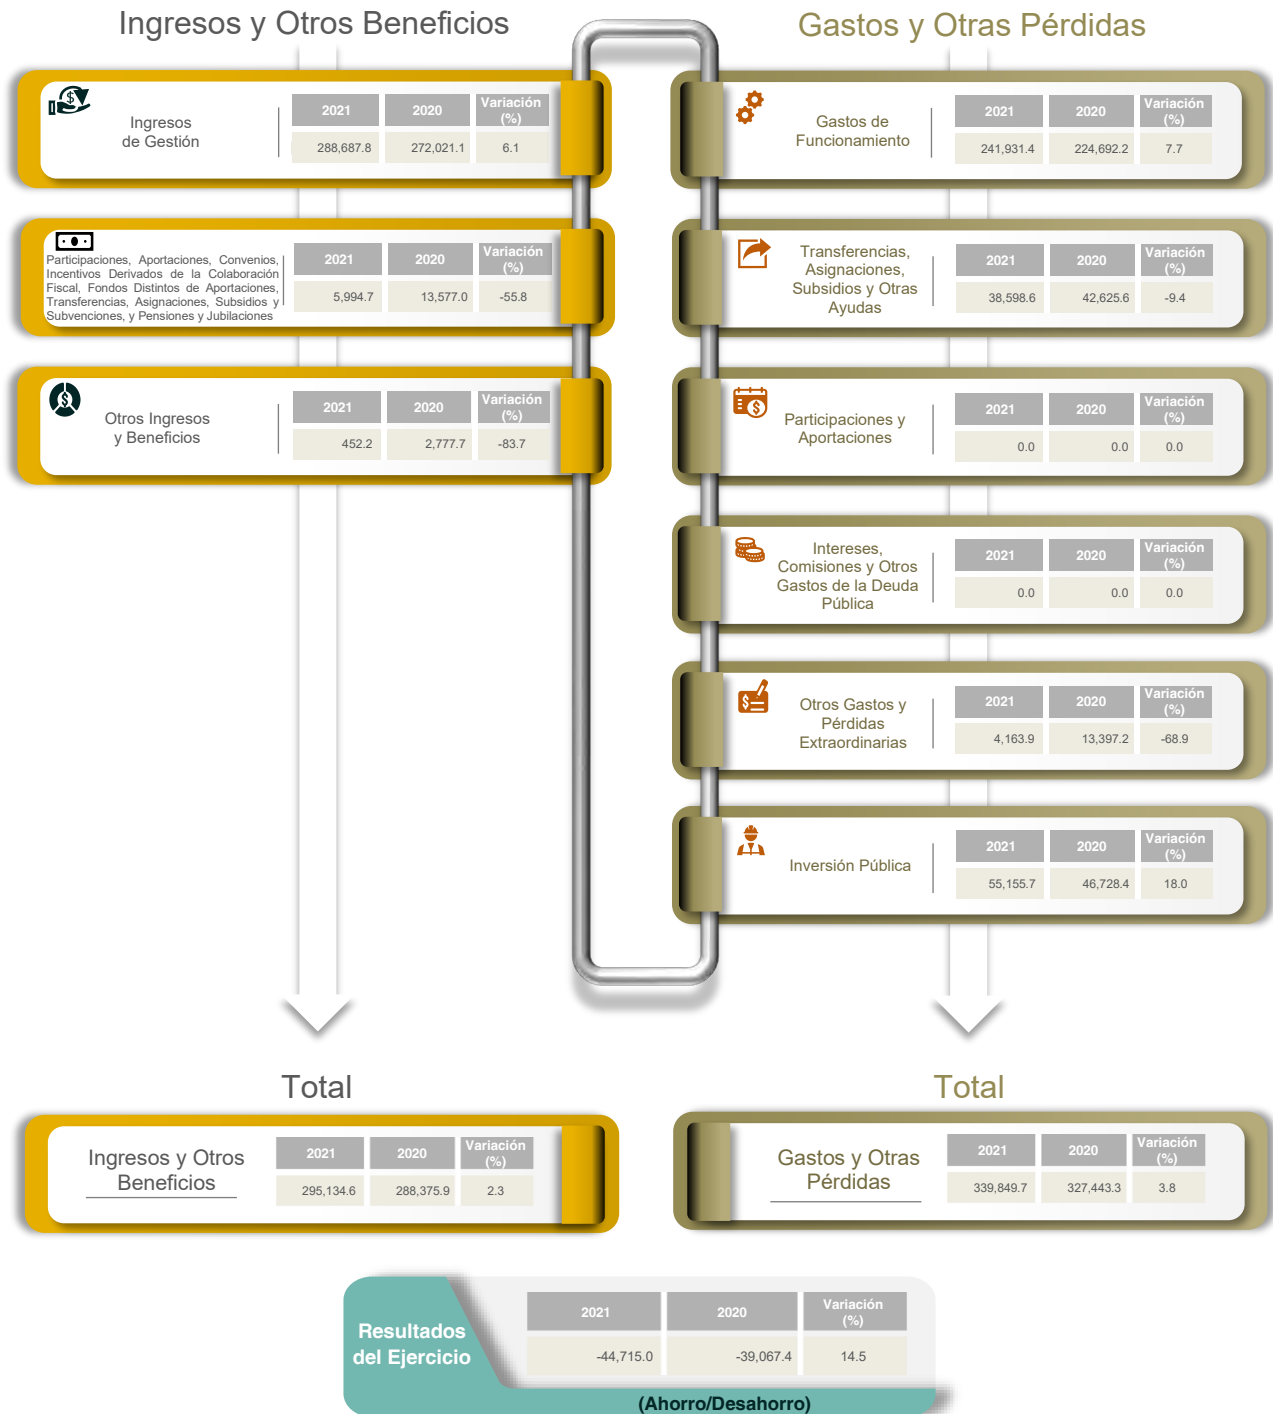 Ingresos y Otros Beneficios
2021 2020 Variación (%)
Ingresos
de Gestión
288,687.8 272,021.1 6.1
Participaciones, Aportaciones, Convenios,
Incentivos Derivados de la Colaboración
Fiscal, Fondos Distintos de Aportaciones,
Transferencias, Asignaciones, Subsidios y
Subvenciones, y Pensiones y Jubilaciones
2021 2020 Variación (%)
5,994.7 13,577.0 -55.8
Otros Ingresos
y Beneficios
2021 2020 Variación (%)
452.2 2,777.7 -83.7
Total
Ingresos y Otros
Beneficios
2021 2020 Variación (%)
295,134.6 288,375.9 2.3
Gastos y Otras Pérdidas
Gastos de
Funcionamiento
2021 2020 Variación (%)
241,931.4 224,692.2 7.7
Transferencias,
Asignaciones,
Subsidios y Otras
Ayudas
2021 2020 Variación (%)
38,598.6 42,625.6 -9.4
Participaciones y
Aportaciones
2021 2020 Variación (%)
0.0 0.0 0.0
Intereses,
Comisiones y Otros
Gastos de la Deuda
Pública
2021 2020 Variación (%)
0.0 0.0 0.0
Otros Gastos y
Pérdidas
Extraordinarias
2021 2020 Variación (%)
4,163.9 13,397.2 -68.9
Inversión Pública
2021 2020 Variación (%)
55,155.7 46,728.4 18.0
Total
Gastos y Otras
Pérdidas
2021 2020 Variación (%)
339,849.7 327,443.3 3.8
Resultados
del Ejercicio
2021 2020 Variación (%)
-44,715.0 -39,067.4 14.5
(Ahorro/Desahorro)